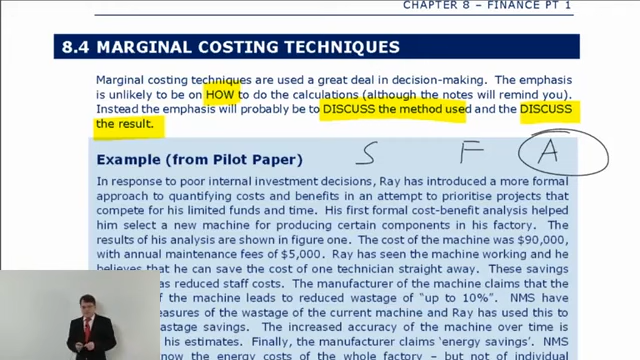 CHAPTER 8 – FINANCE PT 1
8.4 MARGINAL COSTING TECHNIQUES
Marginal costing techniques are used a great deal in decision-making. The emphasis
is unlikely to be on HOW to do the calculations (although the notes will remind you).
Instead the emphasis will probably be to DISCUSS the method used and the DISCUSS
the result.
S F A
Example (from Pilot Paper)
In response to poor internal investment decisions, Ray has introduced a more formal
approach to quantifying costs and benefits in an attempt to prioritise projects that
compete for his limited funds and time. His first formal cost-benefit analysis helped
him select a new machine for producing certain components in his factory. The
results of his analysis are shown in figure one. The cost of the machine was $90,000,
with annual maintenance fees of $5,000. Ray has seen the machine working and he
believes that he can save the cost of one technician straight away. These savings
as reduced staff costs. The manufacturer of the machine claims that the
of the machine leads to reduced wastage of "up to 10%". NMS have
easures of the wastage of the current machine and Ray has used this to
astage savings. The increased accuracy of the machine over time is
his estimates. Finally, the manufacturer claims 'energy savings'. NMS
now the energy costs of the whole factory – but not of individual